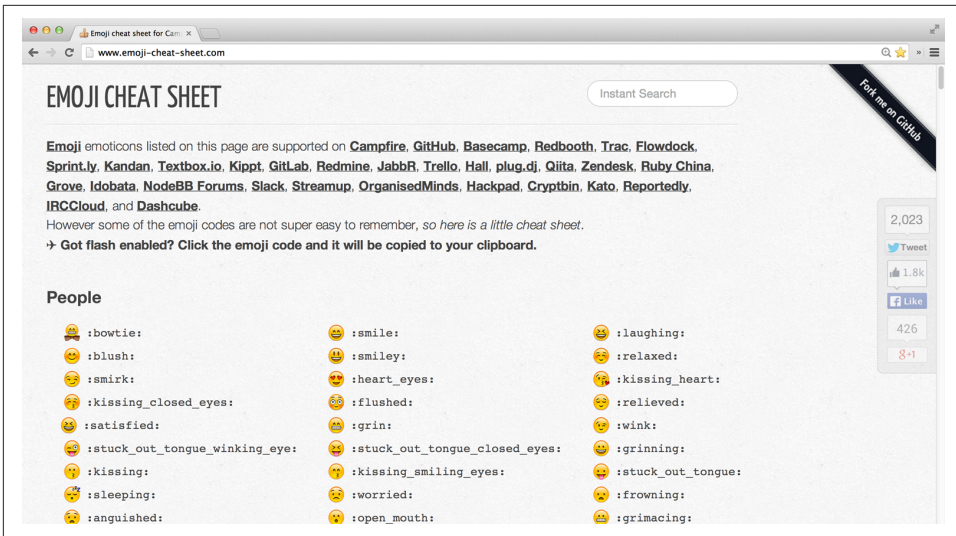 Emoji cheat sheet for Cam
www.emoji-cheat-sheet.com
EMOJI CHEAT SHEET
Instant Search
Fork me on GitHub
Emoji emoticons listed on this page are supported on Campfire, GitHub, Basecamp, Redbooth, Trac, Flowdock,
Sprint.ly, Kandan, Textbox.io, Kippt, GitLab, Redmine, JabbR, Trello, Hall, plug.dj, Qiita, Zendesk, Ruby China,
Grove, Idobata, NodeBB Forums, Slack, Streamup, OrganisedMinds, Hackpad, Cryptbin, Kato, Reportedly,
IRCCloud, and Dashcube.
However some of the emoji codes are not super easy to remember, so here is a little cheat sheet.
✈ Got flash enabled? Click the emoji code and it will be copied to your clipboard.
2,023
Tweet
1.8k
Like
426
g+1
People
:bowtie: :smile: :laughing:
:blush: :smiley: :relaxed:
:smirk: :heart_eyes: :kissing_heart:
:kissing_closed_eyes: :flushed: :relieved:
:satisfied: :grin: :wink:
:stuck_out_tongue_winking_eye: :stuck_out_tongue_closed_eyes: :grinning:
:kissing: :kissing_smiling_eyes: :stuck_out_tongue:
:sleeping: :worried: :frowning:
:anguished: :open_mouth: :grimacing: